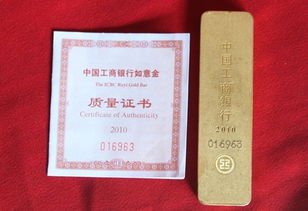 中国工商银行如意金
The ICBC Ruyi Gold Bar
质量证书
Certificate of Authenticity
2010
016963
中国工商银行
2010
016963